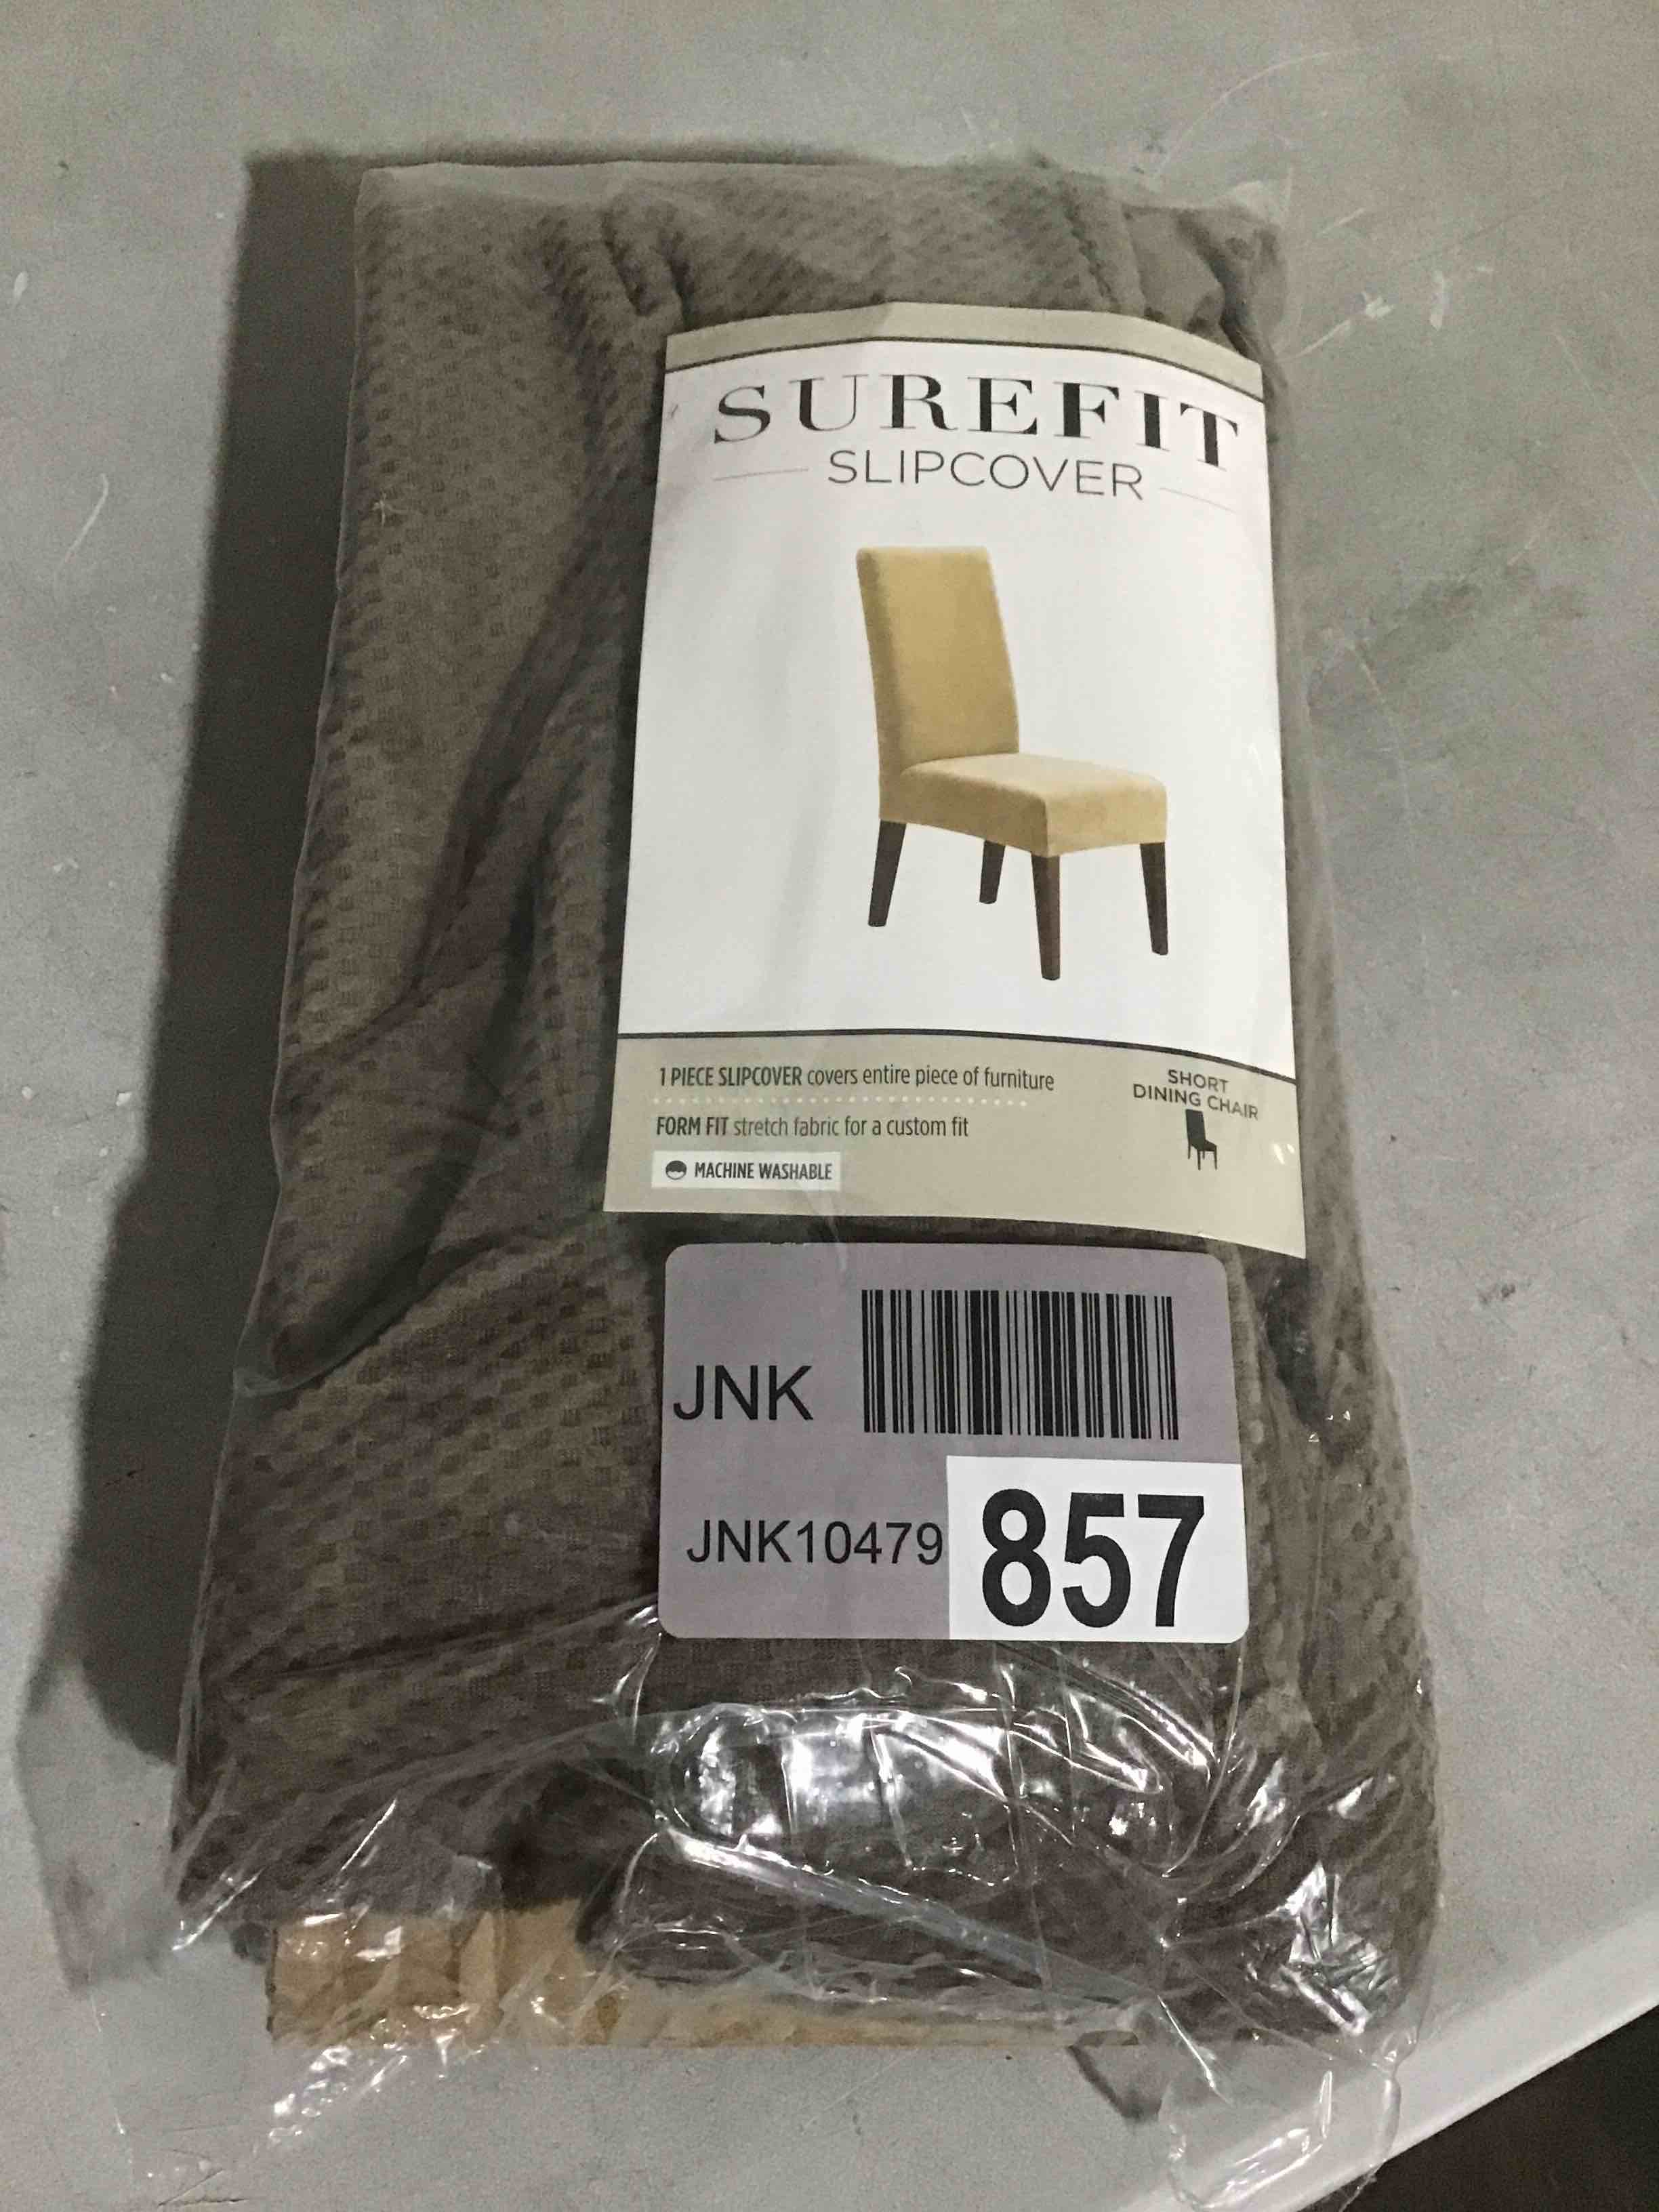 SUREFIT
SLIPCOVER
1 PIECE SLIPCOVER covers entire piece of furniture
FORM FIT stretch fabric for a custom fit
MACHINE WASHABLE
SHORT
DINING CHAIR
JNK
JNK10479
857